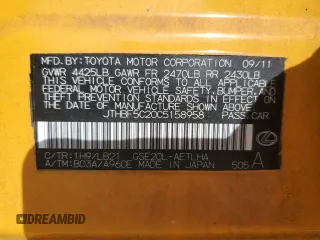 MFD.BY:TOYOTA MOTOR CORPORATION 09/11
GVWR 4425LB GAWR FR 2470LB RR 2430LB
THIS VEHICLE CONFORMS TO ALL APPLICABLE
FEDERAL MOTOR VEHICLE SAFETY, BUMPER, AND
THEFT PREVENTION STANDARDS IN EFFECT ON
THE DATE OF MANUFACTURE SHOWN ABOVE.
JTHBF5C20C5158958 PASS.CAR
C/TR:1H9/LB21 GSE20L-AETLHA
A/TM:B03A/A960E MADE IN JAPAN 505 A
© DREAMBID
DREAMBID.COM